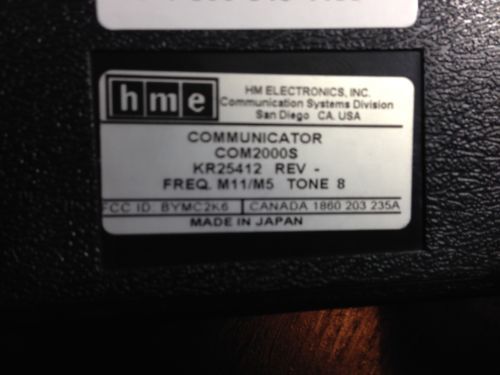 hme
HM ELECTRONICS, INC.
Communication Systems Division
San Diego CA. USA
COMMUNICATOR
COM2000S
KR25412 REV -
FREQ. M11/M5 TONE 8
FCC ID: BYMC2K6 CANADA 1860 203 235A
MADE IN JAPAN